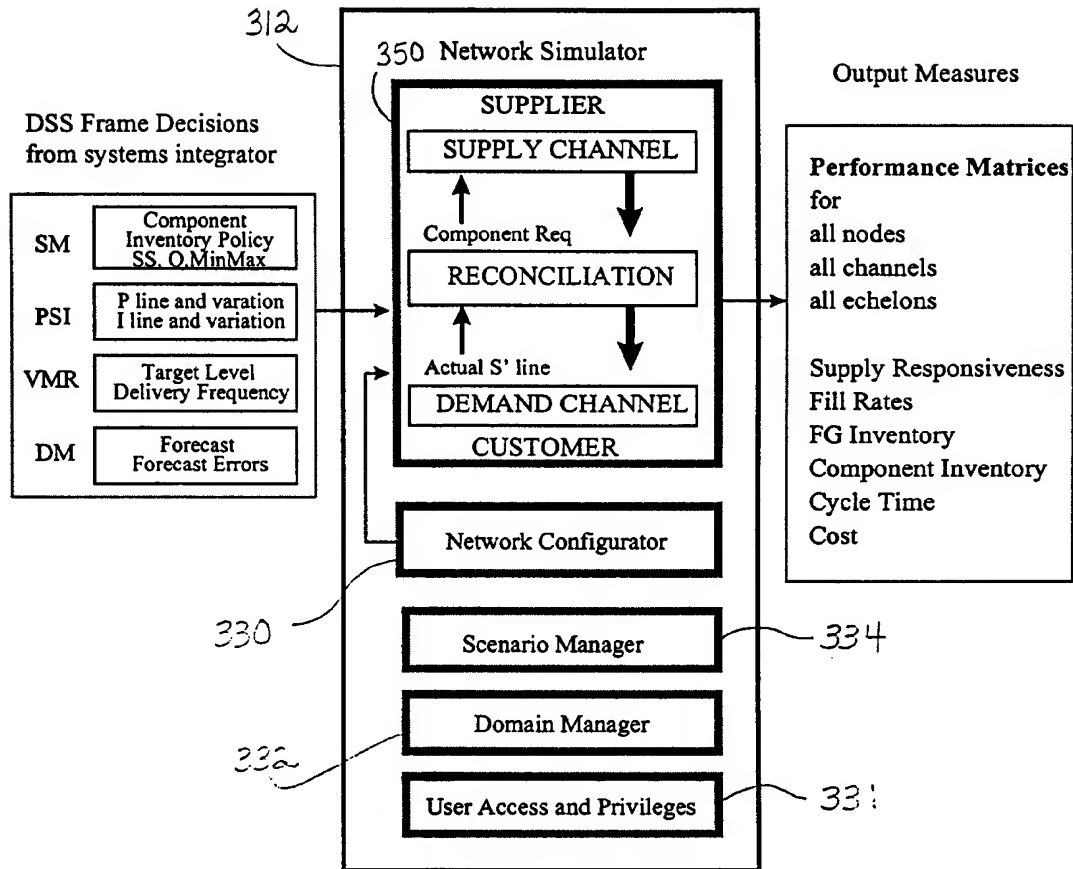 312
350
Network Simulator
Output Measures
DSS Frame Decisions
from systems integrator
SM
Component
Inventory Policy
SS, Q,MinMax
PSI
P line and varation
I line and variation
VMR
Target Level
Delivery Frequency
DM
Forecast
Forecast Errors
SUPPLIER
SUPPLY CHANNEL
Component Req
RECONCILIATION
Actual S' line
DEMAND CHANNEL
CUSTOMER
Network Configurator
330
Scenario Manager
334
Domain Manager
332
User Access and Privileges
331
Performance Matrices
for
all nodes
all channels
all echelons
Supply Responsiveness
Fill Rates
FG Inventory
Component Inventory
Cycle Time
Cost